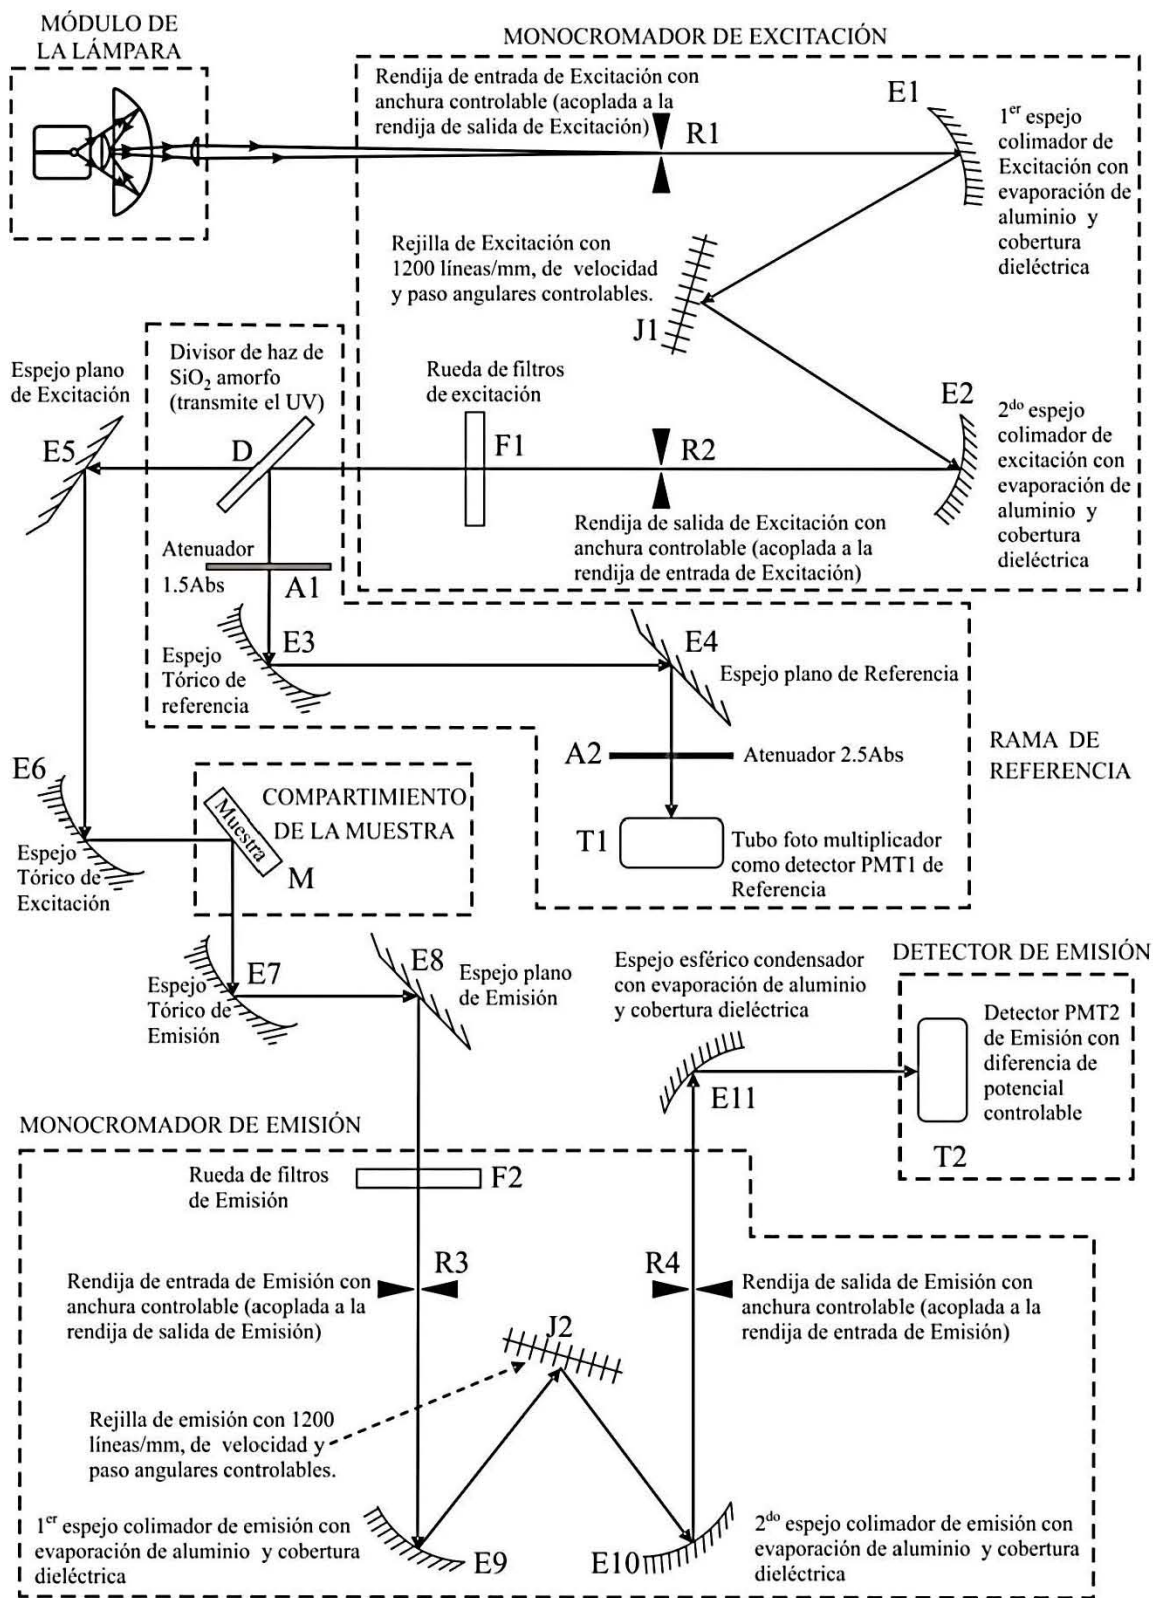 MÓDULO DE
LA LÁMPARA
MONOCROMADOR DE EXCITACIÓN
Rendija de entrada de Excitación con
anchura controlable (acoplada a la
rendija de salida de Excitación)
R1
E1
1er espejo
colimador de
Excitación con
evaporación de
aluminio y
cobertura
dieléctrica
Rejilla de Excitación con
1200 líneas/mm, de velocidad
y paso angulares controlables.
J1
Espejo plano
de Excitación
E5
Divisor de haz de
SiO2 amorfo
(transmite el UV)
D
Rueda de filtros
de excitación
F1
R2
E2
2do espejo
colimador de
excitación con
evaporación de
aluminio y
cobertura
dieléctrica
Rendija de salida de Excitación con
anchura controlable (acoplada a la
rendija de entrada de Excitación)
Atenuador
1.5Abs
A1
E3
Espejo
Tórico de
referencia
E4
Espejo plano de Referencia
A2
Atenuador 2.5Abs
RAMA DE
REFERENCIA
T1
Tubo foto multiplicador
como detector PMT1 de
Referencia
E6
Espejo
Tórico de
Excitación
COMPARTIMIENTO
DE LA MUESTRA
Muestra
M
E7
Espejo
Tórico de
Emisión
E8
Espejo plano
de Emisión
Espejo esférico condensador
con evaporación de aluminio
y cobertura dieléctrica
E11
DETECTOR DE EMISIÓN
Detector PMT2
de Emisión con
diferencia de
potencial
controlable
T2
MONOCROMADOR DE EMISIÓN
Rueda de filtros
de Emisión
F2
R3
Rendija de entrada de Emisión con
anchura controlable (acoplada a la
rendija de salida de Emisión)
R4
Rendija de salida de Emisión con
anchura controlable (acoplada a la
rendija de entrada de Emisión)
J2
Rejilla de emisión con 1200
líneas/mm, de velocidad y
paso angulares controlables.
1er espejo colimador de emisión con
evaporación de aluminio y cobertura
dieléctrica
E9
E10
2do espejo colimador de emisión con
evaporación de aluminio y cobertura
dieléctrica